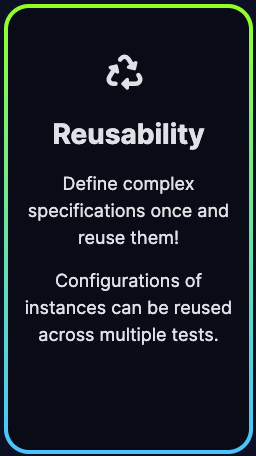 Reusability
Define complex
specifications once and
reuse them!
Configurations of
instances can be reused
across multiple tests.